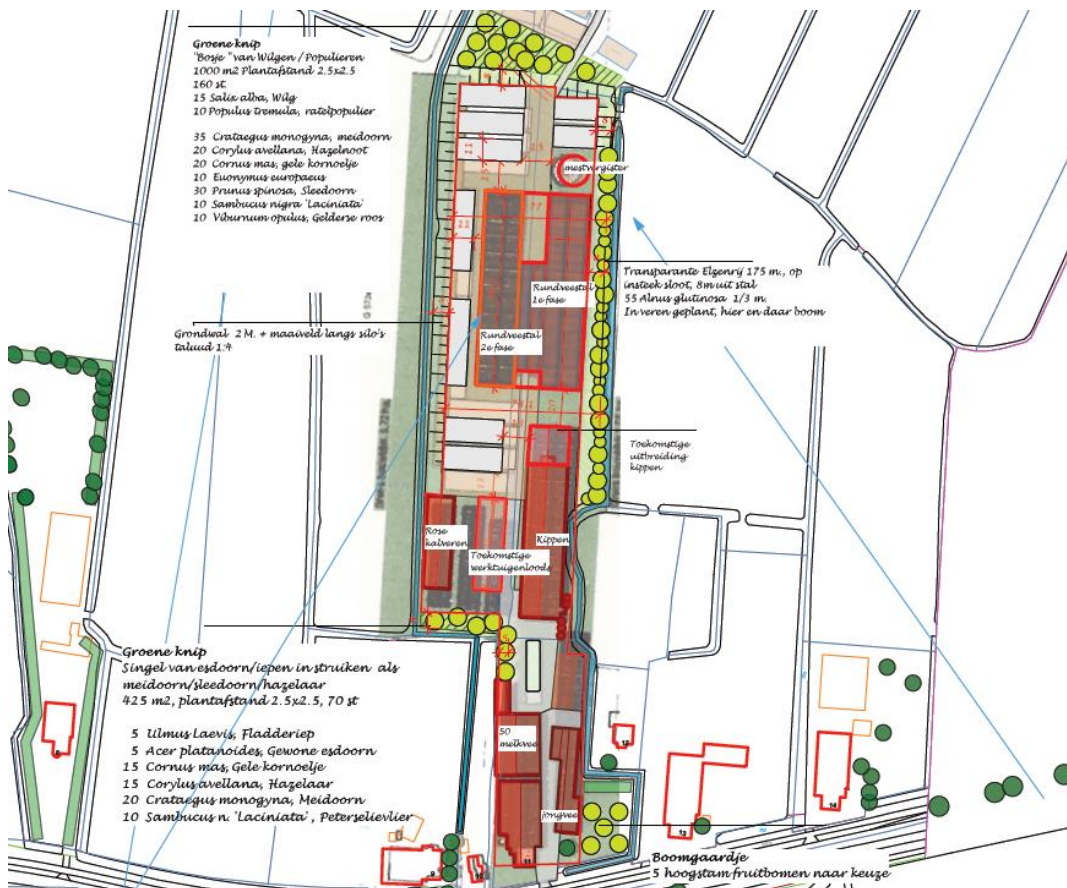 Groene knip
"Bosje" van Wilgen / Populieren
1000 m2 Plantafstand 2.5x2.5
160 st
15 Salix alba, Wilg
10 Populus tremula, ratelpopulier
35 Crataegus monogyna, meidoorn
20 Corylus avellana, Hazelnoot
20 Cornus mas, gele kornoelje
10 Euonymus europaeus
30 Prunus spinosa, Sleedoorn
10 Sambucus nigra 'Laciniata'
10 Viburnum opulus, Gelderse roos
mestvergister
Transparante Elzenrij 175 m., op
insteek sloot, 8m uit stal
55 Alnus glutinosa 1/3 m.
In veren geplant, hier en daar boom
Rundveestal
1e fase
Grondwal 2 M. + maaiveld langs silo's
taluud 1:4
Rundveestal
2e fase
Toekomstige
uitbreiding
kippen
Rose
kalveren
Toekomstige
werktuigenloods
Kippen
Groene knip
Singel van esdoorn/iepen in struiken als
meidoorn/sleedoorn/hazelaar
425 m2, plantafstand 2.5x2.5, 70 st
5 Ulmus Laevis, Fladderiep
5 Acer platanoides, Gewone esdoorn
15 Cornus mas, Gele kornoelje
15 Corylus avellana, Hazelaar
20 Crataegus monogyna, Meidoorn
10 Sambucus n. 'Laciniata', Peterselievlier
50
melkvee
jongvee
12
13
14
11
9
Boomgaardje
5 hoogstam fruitbomen naar keuze